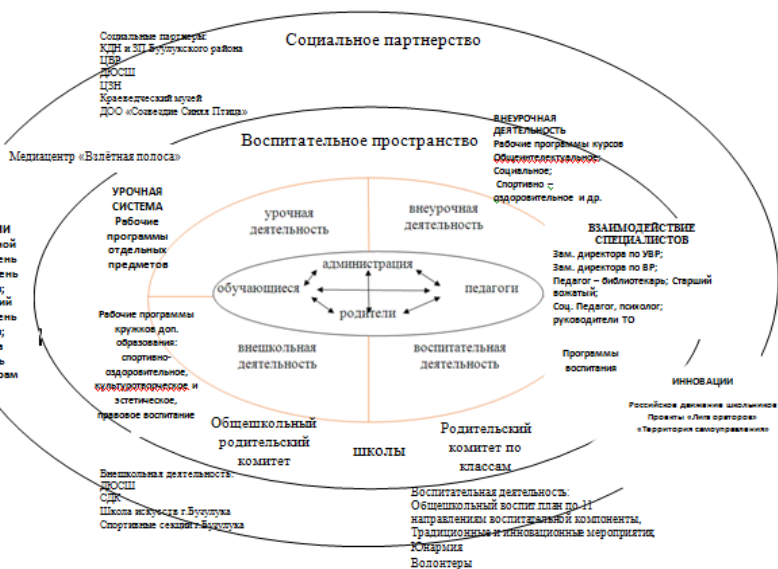 Социальное партнерство
Социальные партнеры:
КДН и ЗП Бузулукского района
ЦВР
ДЮСШ
ЦЗН
Краеведческий музей
ДОО «Созвездие Синяя Птица»
Медиацентр «Взлётная полоса»
Воспитательное пространство
ВНЕУРОЧНАЯ
ДЕЯТЕЛЬНОСТЬ
Рабочие программы курсов
Общеинтелектуальное;
Социальное;
Спортивно –
оздоровительное и др.
УРОЧНАЯ
СИСТЕМА
Рабочие
программы
отдельных
предметов
урочная
деятельность
внеурочная
деятельность
ВЗАИМОДЕЙСТВИЕ
СПЕЦИАЛИСТОВ
Зам. директора по УВР;
Зам. директора по ВР;
Педагог – библиотекарь; Старший
вожатый;
Соц. Педагог, психолог;
руководители ТО
администрация
обучающиеся
педагоги
родители
Рабочие программы
кружков доп.
образования:
спортивно-
оздоровительное,
культуротворческое и
эстетическое,
правовое воспитание
внешкольная
деятельность
воспитательная
деятельность
Программы
воспитания
ИННОВАЦИИ
Российское движение школьников
Проекты «Лига ораторов»
«Территория самоуправления»
Общешкольный
родительский
комитет
школы
Родительский
комитет по
классам
Внешкольная деятельность:
ДЮСШ
СДК
Школа искусств г.Бузулука
Спортивные секции г.Бузулука
Воспитательная деятельность:
Общешкольный воспит.план по 11
направлениям воспитательной компоненты,
Традиционные и инновационные мероприятия,
Юнармия
Волонтеры